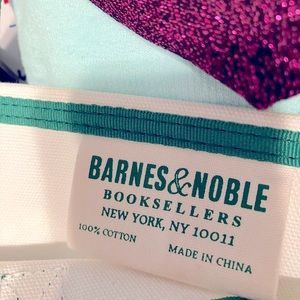 BARNES&NOBLE
BOOKSELLERS
NEW YORK, NY 10011
100% COTTON MADE IN CHINA